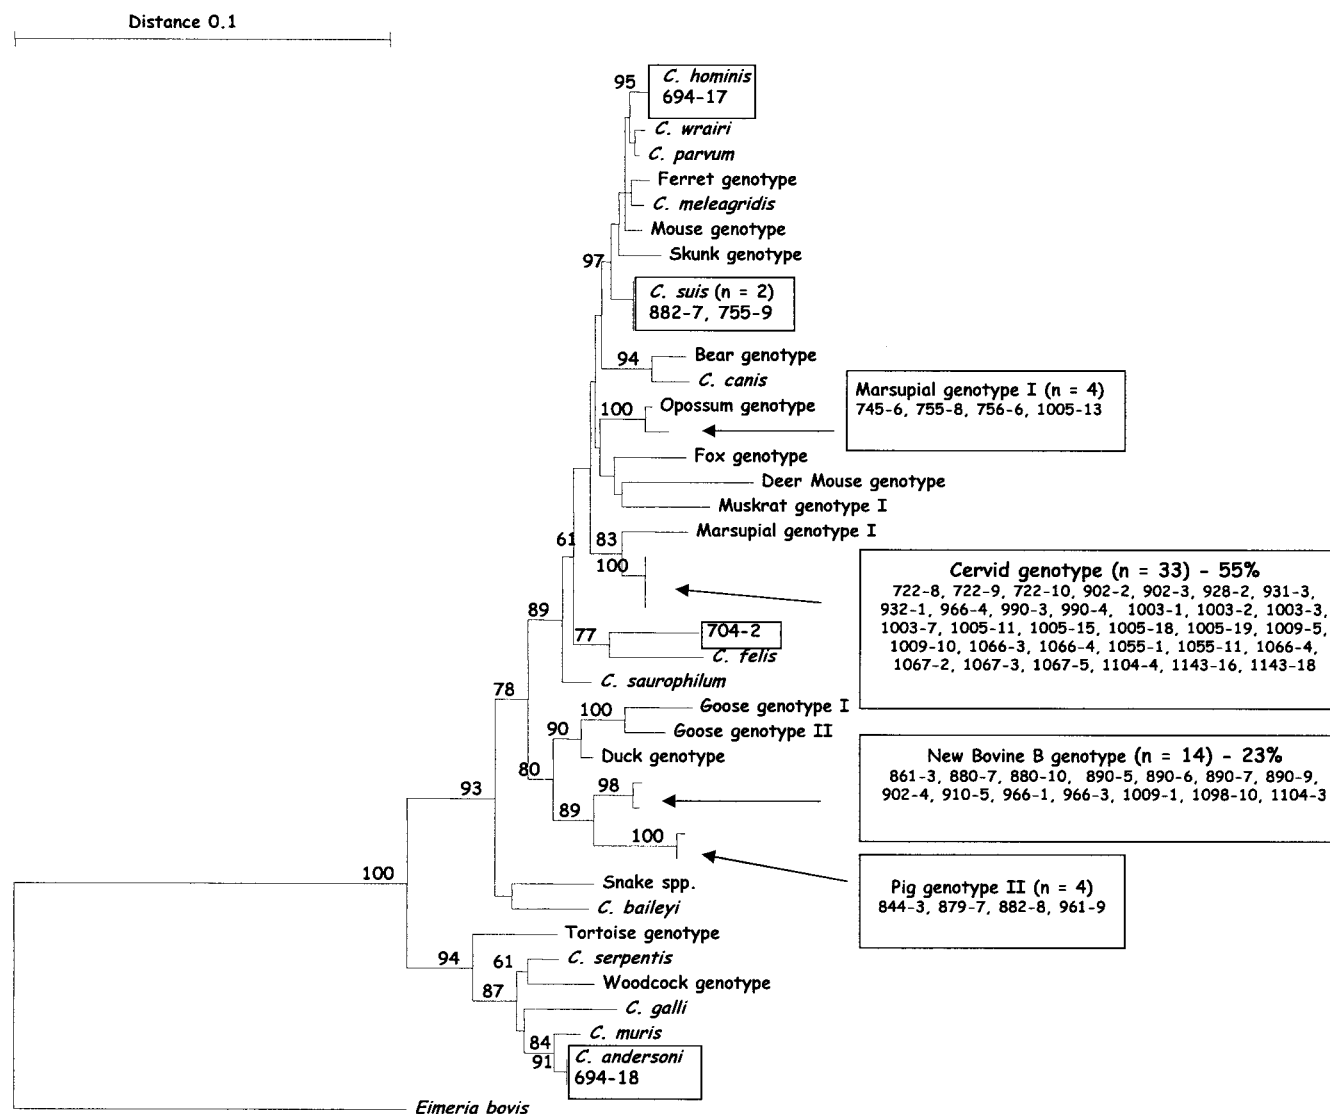 Distance 0.1
95
C. hominis
694-17
C. wrairi
C. parvum
Ferret genotype
C. meleagridis
Mouse genotype
Skunk genotype
97
C. suis (n = 2)
882-7, 755-9
Bear genotype
94
C. canis
Marsupial genotype I (n = 4)
745-6, 755-8, 756-6, 1005-13
Opossum genotype
100
Fox genotype
Deer Mouse genotype
Muskrat genotype I
Marsupial genotype I
83
61
100
Cervid genotype (n = 33) - 55%
722-8, 722-9, 722-10, 902-2, 902-3, 928-2, 931-3,
932-1, 966-4, 990-3, 990-4, 1003-1, 1003-2, 1003-3,
1003-7, 1005-11, 1005-15, 1005-18, 1005-19, 1009-5,
1009-10, 1066-3, 1066-4, 1055-1, 1055-11, 1066-4,
1067-2, 1067-3, 1067-5, 1104-4, 1143-16, 1143-18
89
77
704-2
C. felis
C. saurophilum
78
Goose genotype I
100
Goose genotype II
90
Duck genotype
80
New Bovine B genotype (n = 14) - 23%
861-3, 880-7, 880-10, 890-5, 890-6, 890-7, 890-9,
902-4, 910-5, 966-1, 966-3, 1009-1, 1098-10, 1104-3
93
98
89
100
Pig genotype II (n = 4)
844-3, 879-7, 882-8, 961-9
100
Snake spp.
C. baileyi
Tortoise genotype
94
61
C. serpentis
Woodcock genotype
87
C. galli
C. muris
84
91
C. andersoni
694-18
Eimeria bovis